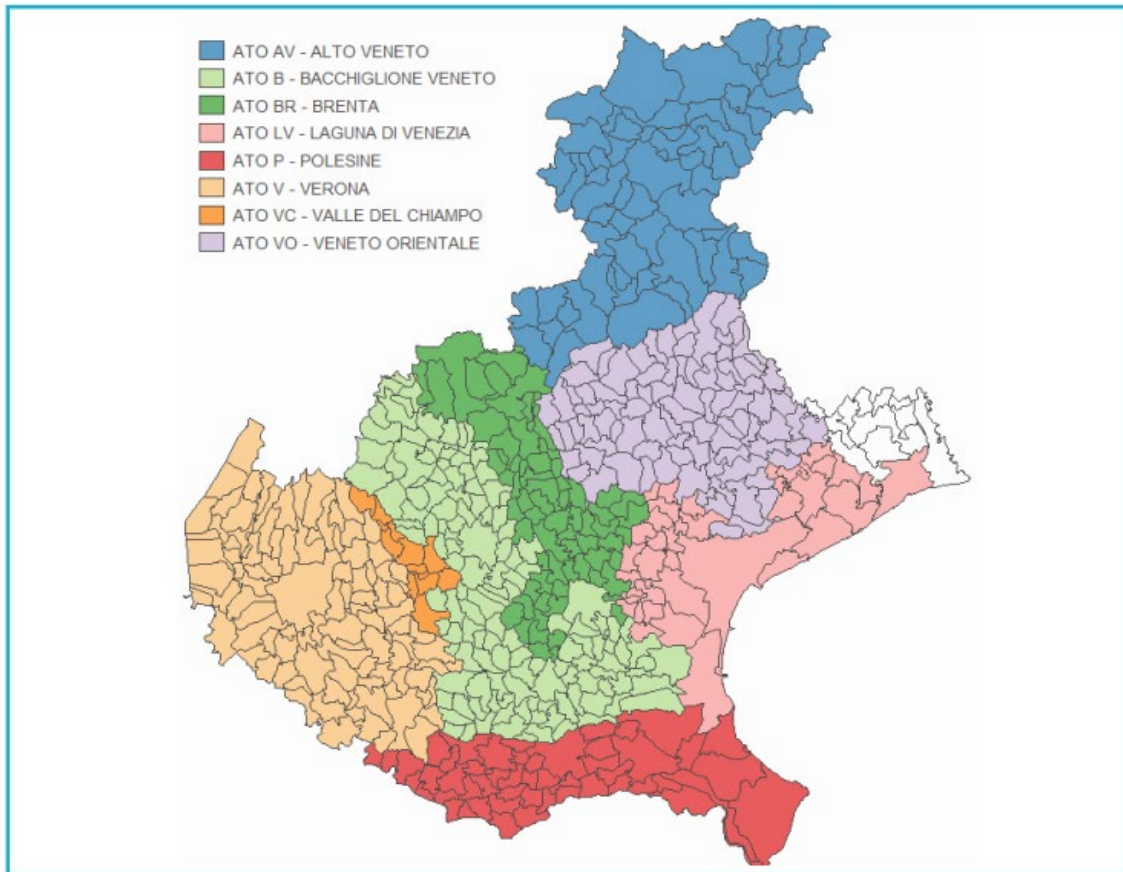 ATO AV - ALTO VENETO
ATO B - BACCHIGLIONE VENETO
ATO BR - BRENTA
ATO LV - LAGUNA DI VENEZIA
ATO P - POLESINE
ATO V - VERONA
ATO VC - VALLE DEL CHIAMPO
ATO VO - VENETO ORIENTALE